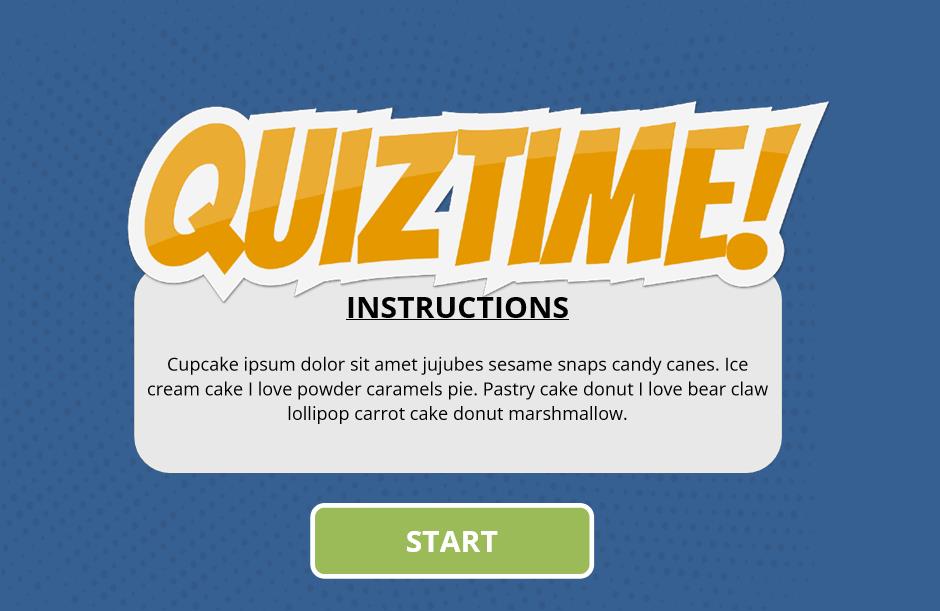 QUIZTIME!
INSTRUCTIONS
Cupcake ipsum dolor sit amet jujubes sesame snaps candy canes. Ice
cream cake I love powder caramels pie. Pastry cake donut I love bear claw
lollipop carrot cake donut marshmallow.
START